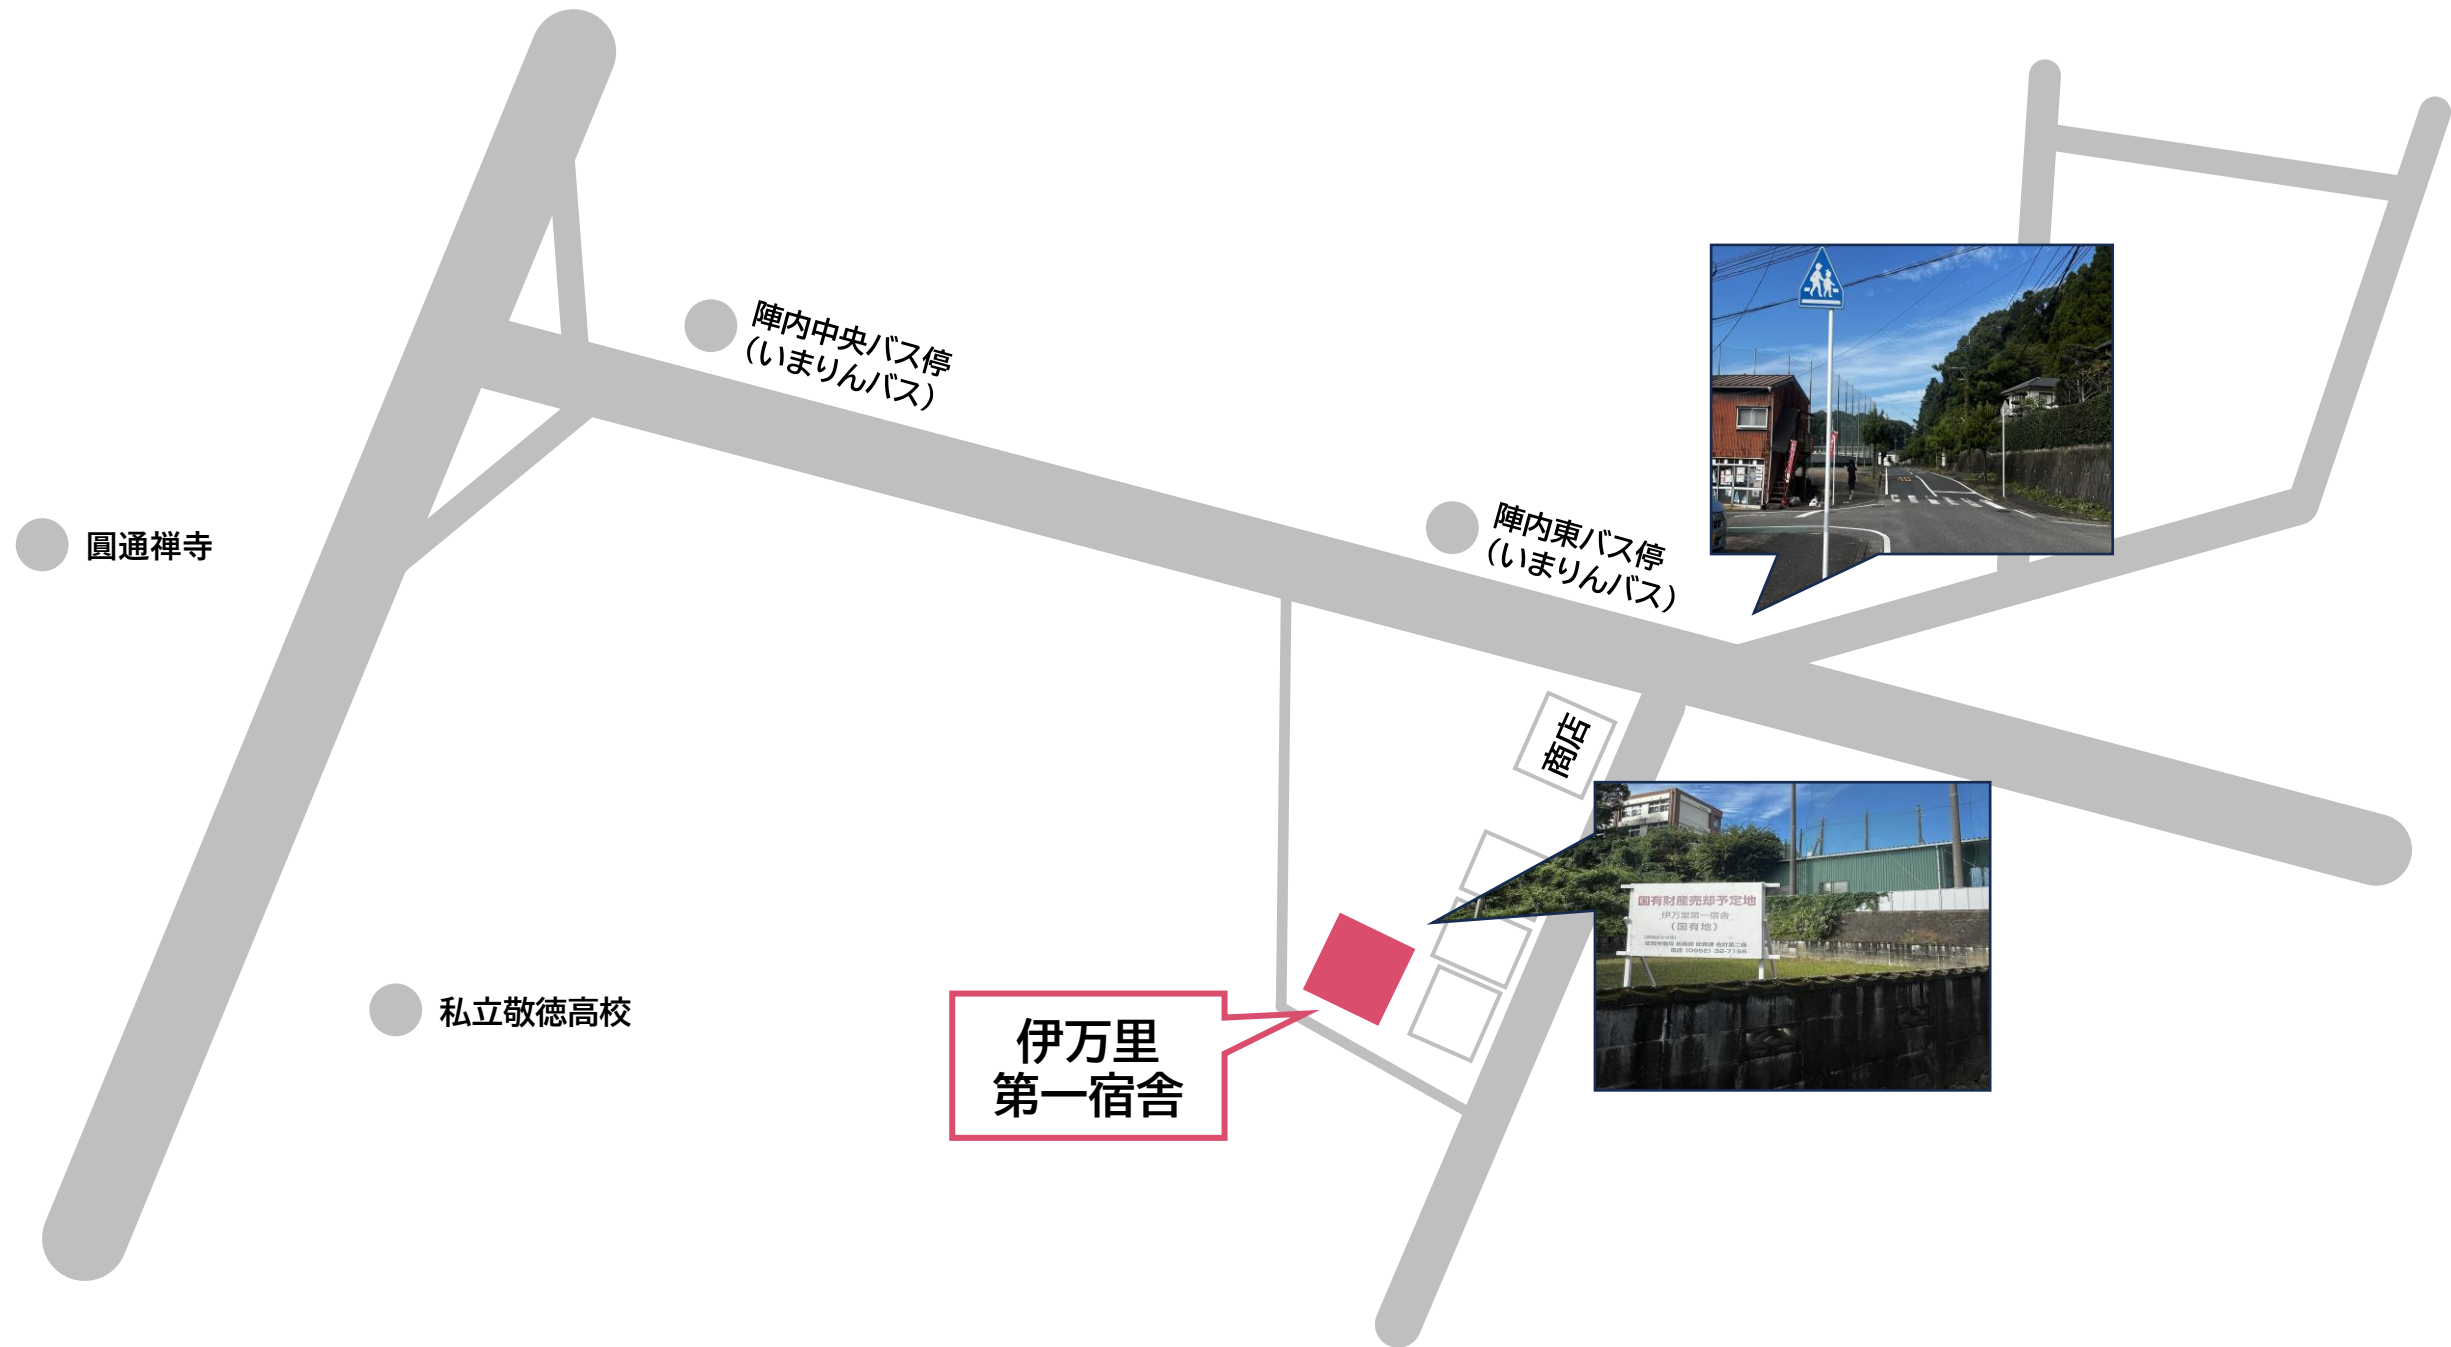 陣内中央バス停
（いまりんバス）
陣内東バス停
（いまりんバス）
圓通禅寺
商店
国有財産売却予定地
伊万里第一宿舎
（国有地）
私立敬徳高校
伊万里
第一宿舎